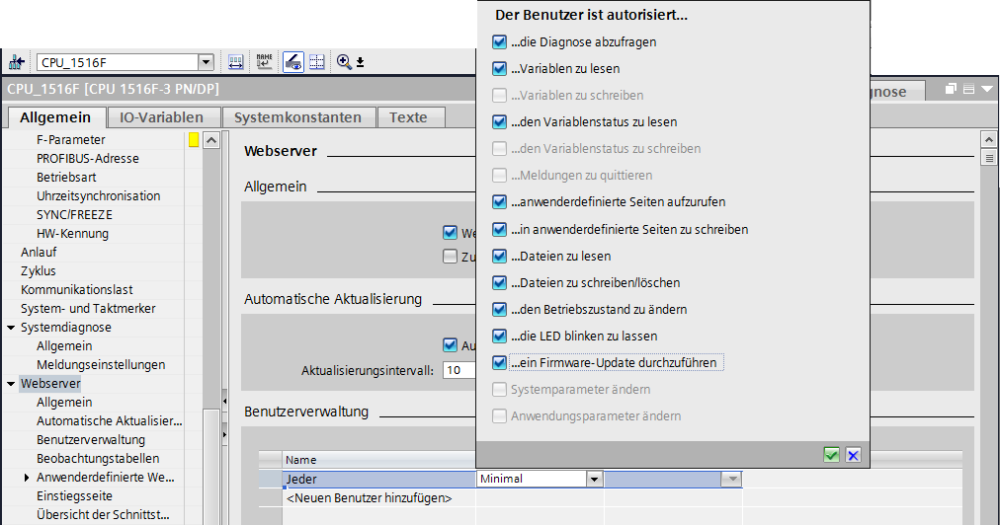 Der Benutzer ist autorisiert...
...die Diagnose abzufragen
...Variablen zu lesen
...Variablen zu schreiben
...den Variablenstatus zu lesen
...den Variablenstatus zu schreiben
...Meldungen zu quittieren
...anwenderdefinierte Seiten aufzurufen
...in anwenderdefinierte Seiten zu schreiben
...Dateien zu lesen
...Dateien zu schreiben/löschen
...den Betriebszustand zu ändern
...die LED blinken zu lassen
...ein Firmware-Update durchzuführen
Systemparameter ändern
Anwendungsparameter ändern
CPU_1516F
NAME
CPU_1516F [CPU 1516F-3 PN/DP]
gnose
Allgemein
IO-Variablen
Systemkonstanten
Texte
F-Parameter
PROFIBUS-Adresse
Betriebsart
Uhrzeitsynchronisation
SYNC/FREEZE
HW-Kennung
Anlauf
Zyklus
Kommunikationslast
System- und Taktmerker
Systemdiagnose
Allgemein
Meldungseinstellungen
Webserver
Allgemein
Automatische Aktualisier...
Benutzerverwaltung
Beobachtungstabellen
Anwenderdefinierte We...
Einstiegsseite
Übersicht der Schnittst...
Webserver
Allgemein
We
Zu
Automatische Aktualisierung
Au
Aktualisierungsintervall: 10
Benutzerverwaltung
Name
Jeder Minimal
<Neuen Benutzer hinzufügen>